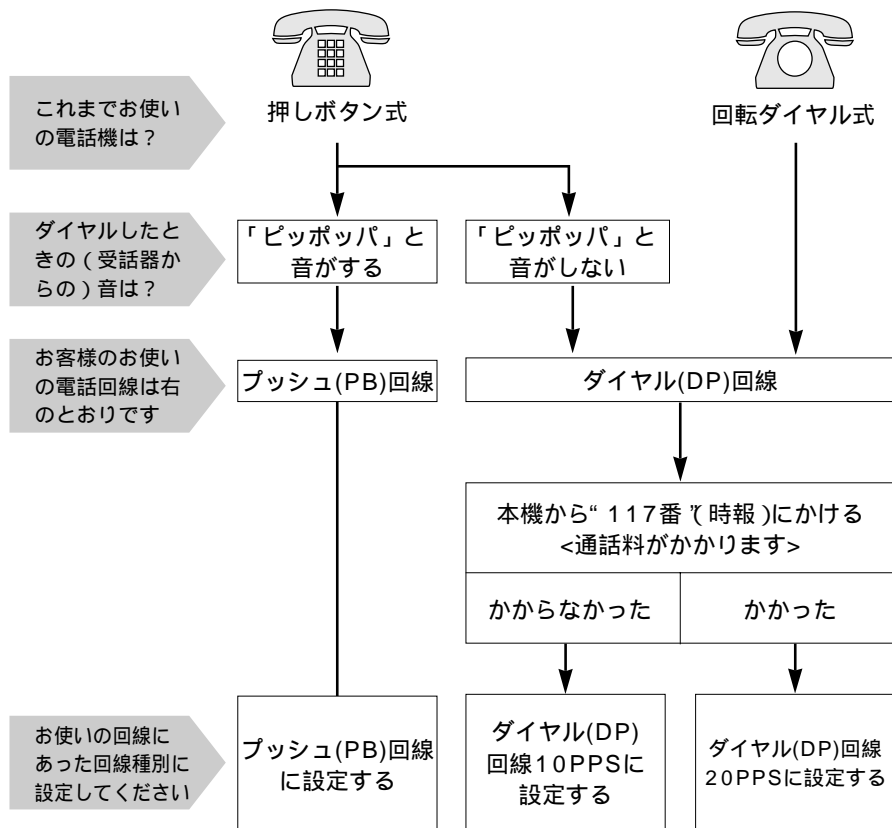 押しボタン式
回転ダイヤル式
これまでお使い
の電話機は？
ダイヤルしたと
きの（受話器か
らの）音は？
「ピッポッパ」と
音がする
「ピッポッパ」と
音がしない
お客様のお使い
の電話回線は右
のとおりです
プッシュ(PB)回線
ダイヤル(DP)回線
本機から“117番”（時報）にかける
<通話料がかかります>
かからなかった
かかった
お使いの回線に
あった回線種別に
設定してください
プッシュ(PB)回線
に設定する
ダイヤル(DP)
回線10PPSに
設定する
ダイヤル(DP)回線
20PPSに設定する